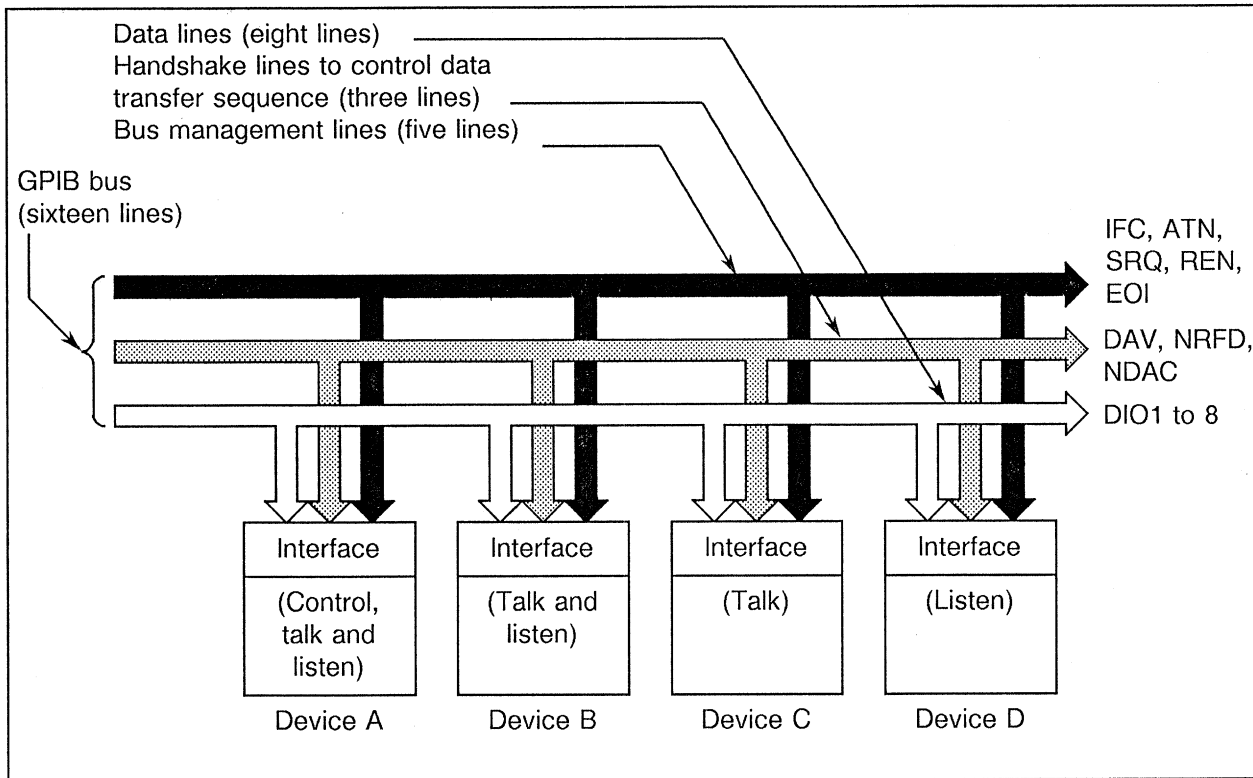 Data lines (eight lines)
Handshake lines to control data
transfer sequence (three lines)
Bus management lines (five lines)
GPIB bus
(sixteen lines)
IFC, ATN,
SRQ, REN,
EOI
DAV, NRFD,
NDAC
DIO1 to 8
Interface
(Control,
talk and
listen)
Device A
Interface
(Talk and
listen)
Device B
Interface
(Talk)
Device C
Interface
(Listen)
Device D